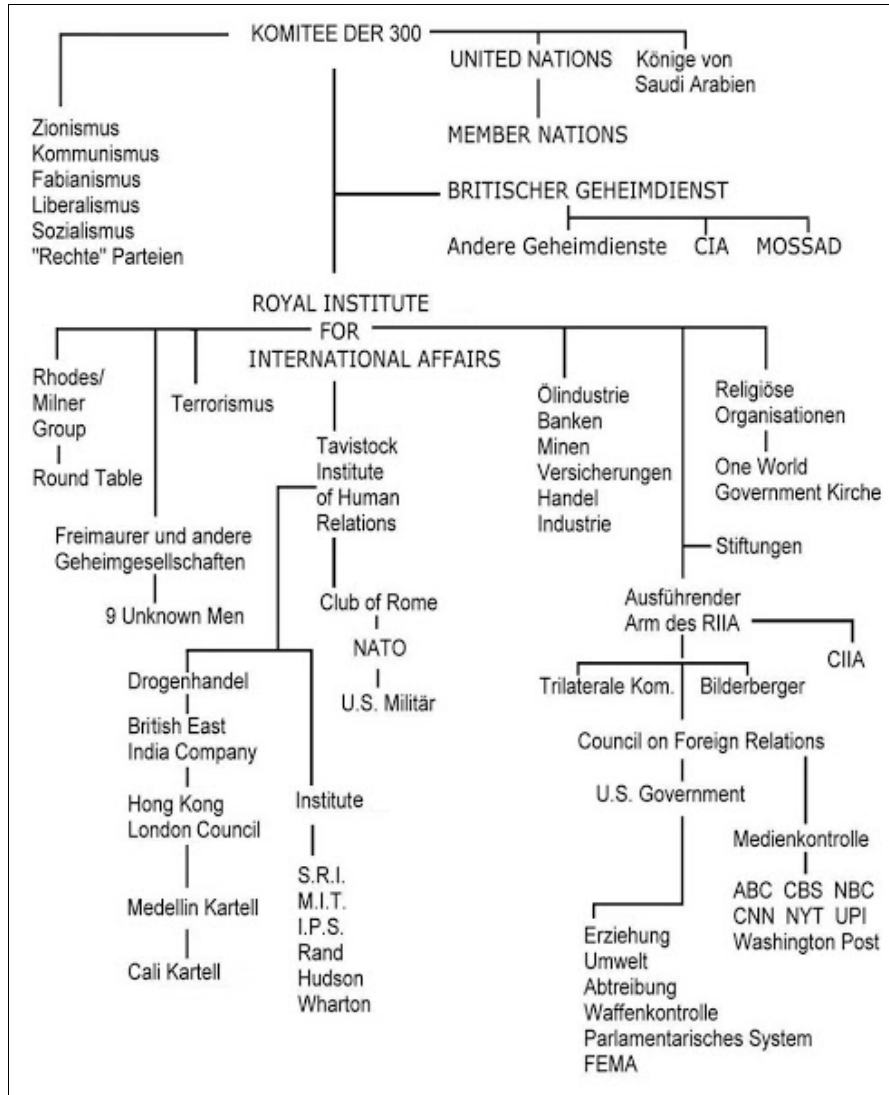 KOMITEE DER 300
UNITED NATIONS
Könige von
Saudi Arabien
MEMBER NATIONS
Zionismus
Kommunismus
Fabianismus
Liberalismus
Sozialismus
"Rechte" Parteien
BRITISCHER GEHEIMDIENST
Andere Geheimdienste
CIA
MOSSAD
ROYAL INSTITUTE
FOR
INTERNATIONAL AFFAIRS
Rhodes/
Milner
Group
Round Table
Terrorismus
Freimaurer und andere
Geheimgesellschaften
9 Unknown Men
Tavistock
Institute
of Human
Relations
Club of Rome
NATO
U.S. Militär
Drogenhandel
British East
India Company
Hong Kong
London Council
Medellin Kartell
Cali Kartell
Institute
S.R.I.
M.I.T.
I.P.S.
Rand
Hudson
Wharton
Ölindustrie
Banken
Minen
Versicherungen
Handel
Industrie
Religiöse
Organisationen
One World
Government Kirche
Stiftungen
Ausführender
Arm des RIIA
CIIA
Trilaterale Kom.
Bilderberger
Council on Foreign Relations
U.S. Government
Medienkontrolle
ABC CBS NBC
CNN NYT UPI
Washington Post
Erziehung
Umwelt
Abtreibung
Waffenkontrolle
Parlamentarisches System
FEMA